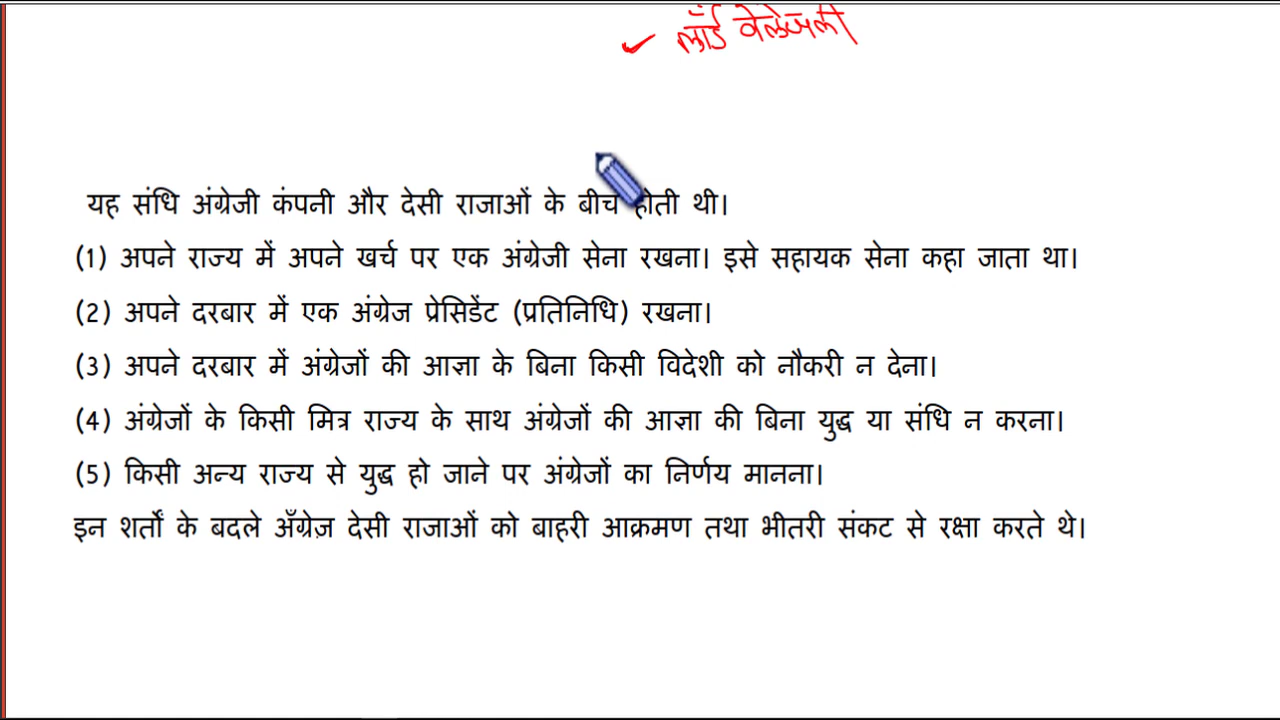 लॉर्ड वेलेजली
यह संधि अंग्रेजी कंपनी और देसी राजाओं के बीच होती थी।
(1) अपने राज्य में अपने खर्च पर एक अंग्रेजी सेना रखना। इसे सहायक सेना कहा जाता था।
(2) अपने दरबार में एक अंग्रेज प्रेसिडेंट (प्रतिनिधि) रखना।
(3) अपने दरबार में अंग्रेजों की आज्ञा के बिना किसी विदेशी को नौकरी न देना।
(4) अंग्रेजों के किसी मित्र राज्य के साथ अंग्रेजों की आज्ञा की बिना युद्ध या संधि न करना।
(5) किसी अन्य राज्य से युद्ध हो जाने पर अंग्रेजों का निर्णय मानना।
इन शर्तों के बदले अँग्रेज़ देसी राजाओं को बाहरी आक्रमण तथा भीतरी संकट से रक्षा करते थे।